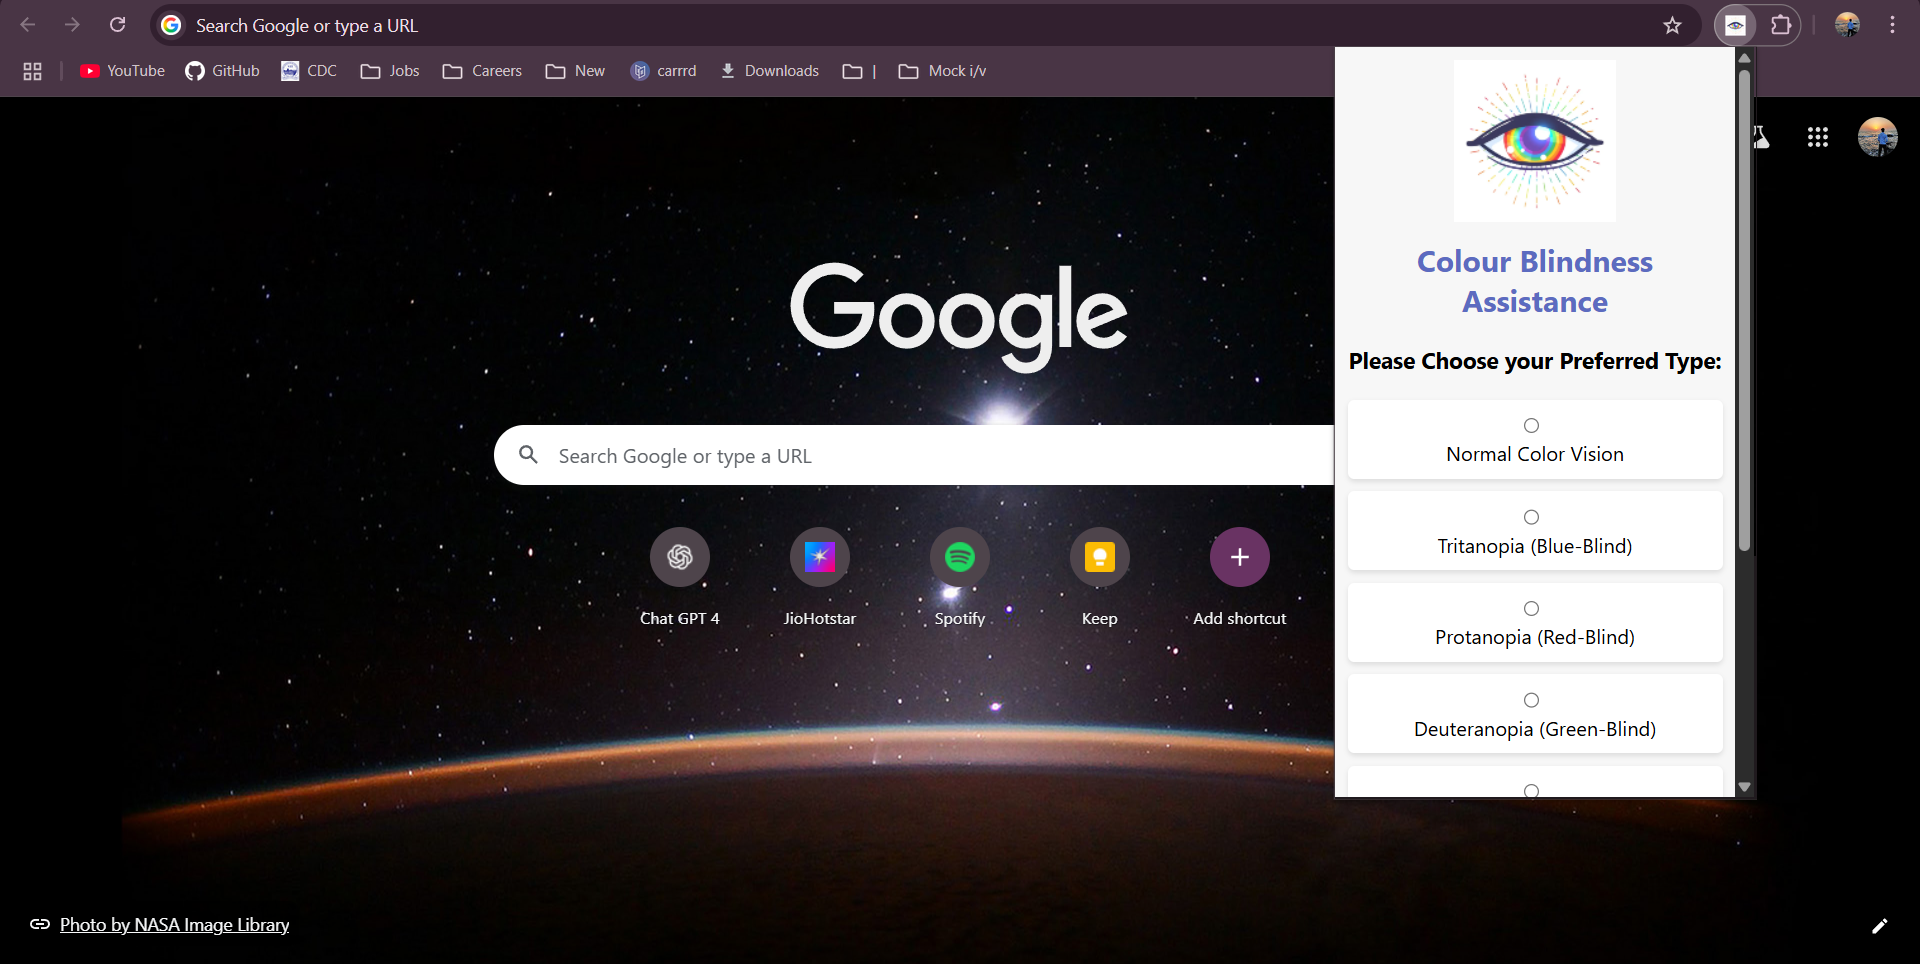 Search Google or type a URL
YouTube
GitHub
CDC
Jobs
Careers
New
carrrd
Downloads
|
Mock i/v
Google
Search Google or type a URL
Chat GPT 4
JioHotstar
Spotify
Keep
Add shortcut
Photo by NASA Image Library
Colour Blindness
Assistance
Please Choose your Preferred Type:
Normal Color Vision
Tritanopia (Blue-Blind)
Protanopia (Red-Blind)
Deuteranopia (Green-Blind)